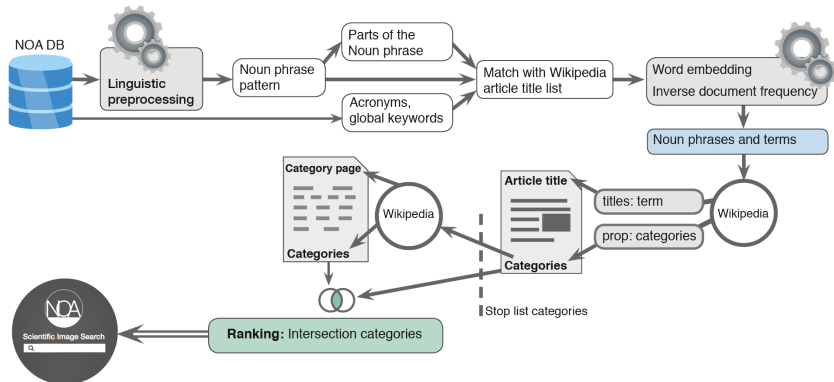 NOA DB
Linguistic
preprocessing
Noun phrase
pattern
Parts of the
Noun phrase
Acronyms,
global keywords
Match with Wikipedia
article title list
Word embedding
Inverse document frequency
Noun phrases and terms
Wikipedia
titles: term
prop: categories
Article title
Categories
Stop list categories
Wikipedia
Category page
Categories
Ranking: Intersection categories
NOA
Scientific Image Search